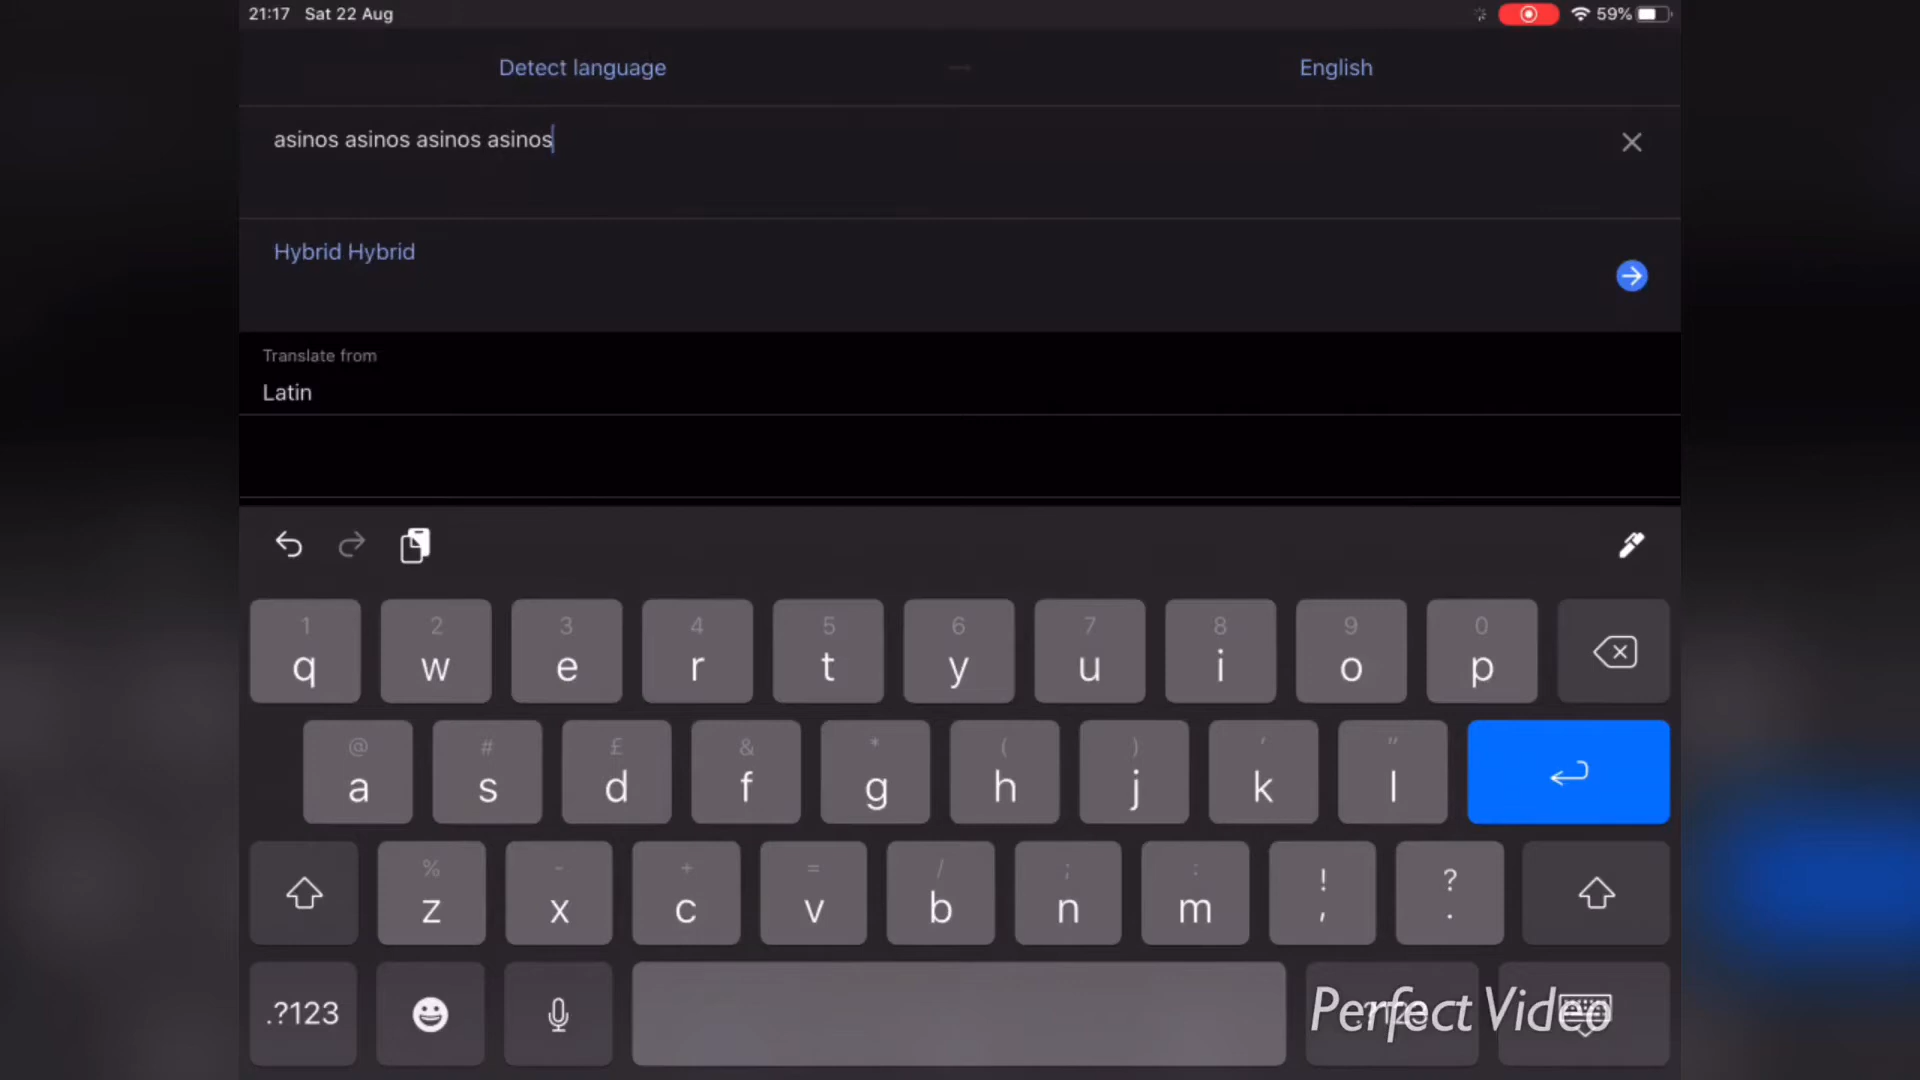 21:17 Sat 22 Aug 59%
Detect language English
asinos asinos asinos asinos
Hybrid Hybrid
Translate from
Latin
1 2 3 4 5 6 7 8 9 0
q w e r t y u i o p
@ # £ & * ( ) ' "
a s d f g h j k l
% - + = / ; : ! ?
z x c v b n m , .
.?123 .?123
Perfect Video